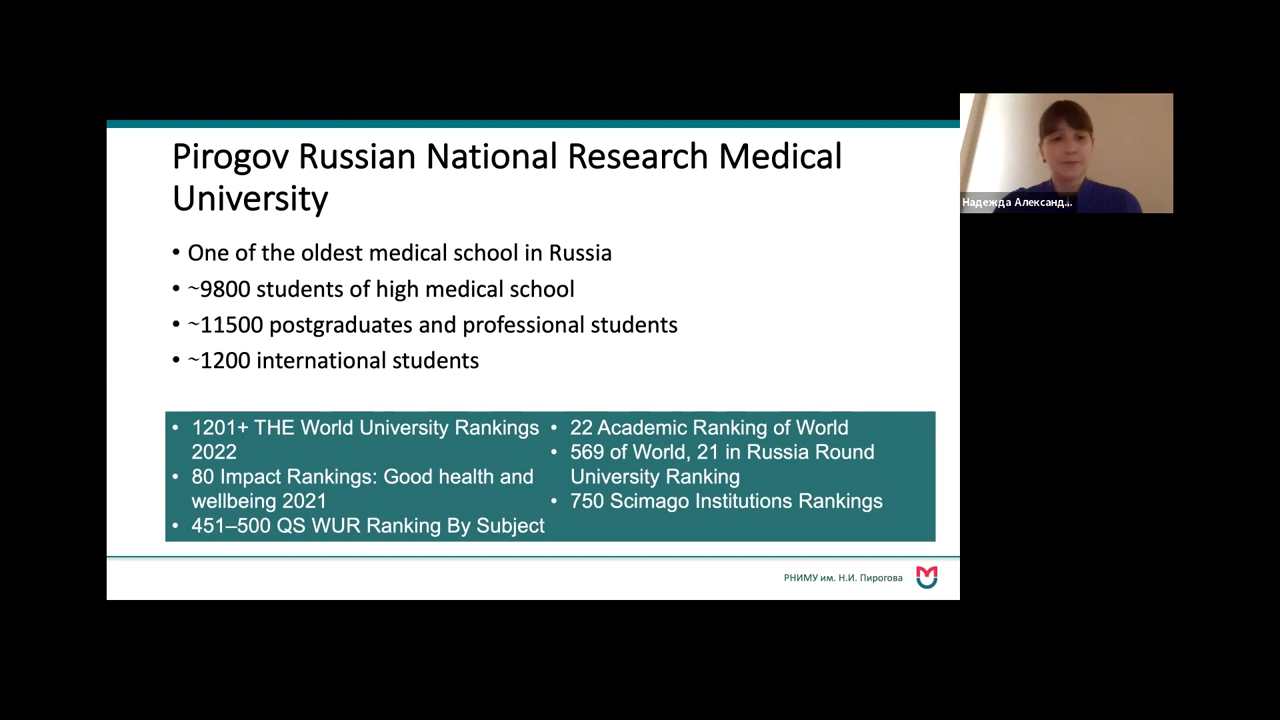 Pirogov Russian National Research Medical
University
• One of the oldest medical school in Russia
• ~9800 students of high medical school
• ~11500 postgraduates and professional students
• ~1200 international students
• 1201+ THE World University Rankings
2022
• 80 Impact Rankings: Good health and
wellbeing 2021
• 451–500 QS WUR Ranking By Subject
• 22 Academic Ranking of World
• 569 of World, 21 in Russia Round
University Ranking
• 750 Scimago Institutions Rankings
РНИМУ им. Н.И. Пирогова
Надежда Александ...